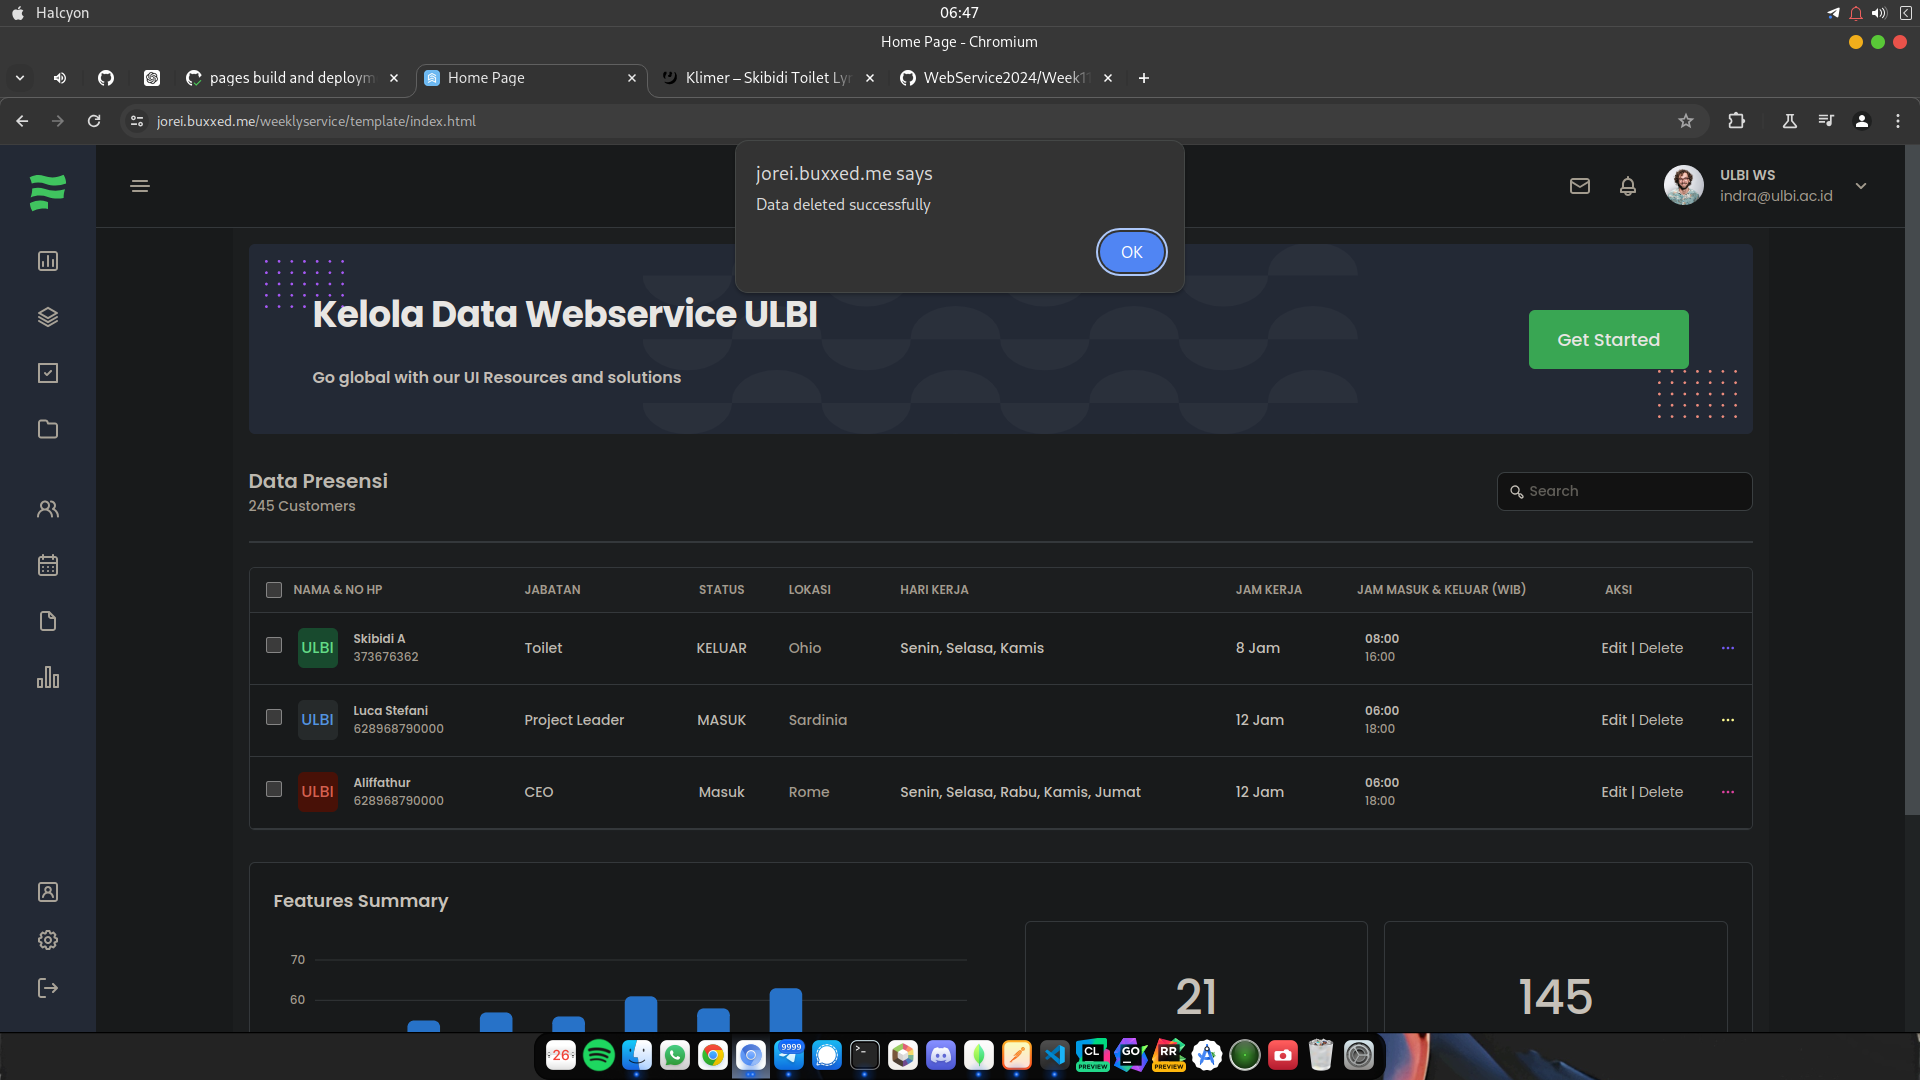 Halcyon
06:47
Home Page - Chromium
pages build and deploym
Home Page
Klimer – Skibidi Toilet Lyr
WebService2024/Week11
jorei.buxxed.me/weeklyservice/template/index.html
jorei.buxxed.me says
Data deleted successfully
OK
ULBI WS
indra@ulbi.ac.id
Kelola Data Webservice ULBI
Go global with our UI Resources and solutions
Get Started
Data Presensi
245 Customers
Search
NAMA & NO HP JABATAN STATUS LOKASI HARI KERJA JAM KERJA JAM MASUK & KELUAR (WIB) AKSI
ULBI Skibidi A 373676362 Toilet KELUAR Ohio Senin, Selasa, Kamis 8 Jam 08:00 16:00 Edit | Delete ...
ULBI Luca Stefani 628968790000 Project Leader MASUK Sardinia 12 Jam 06:00 18:00 Edit | Delete ...
ULBI Aliffathur 628968790000 CEO Masuk Rome Senin, Selasa, Rabu, Kamis, Jumat 12 Jam 06:00 18:00 Edit | Delete ...
Features Summary
70
60
21
145
26
9999
CL PREVIEW
GO
RR PREVIEW